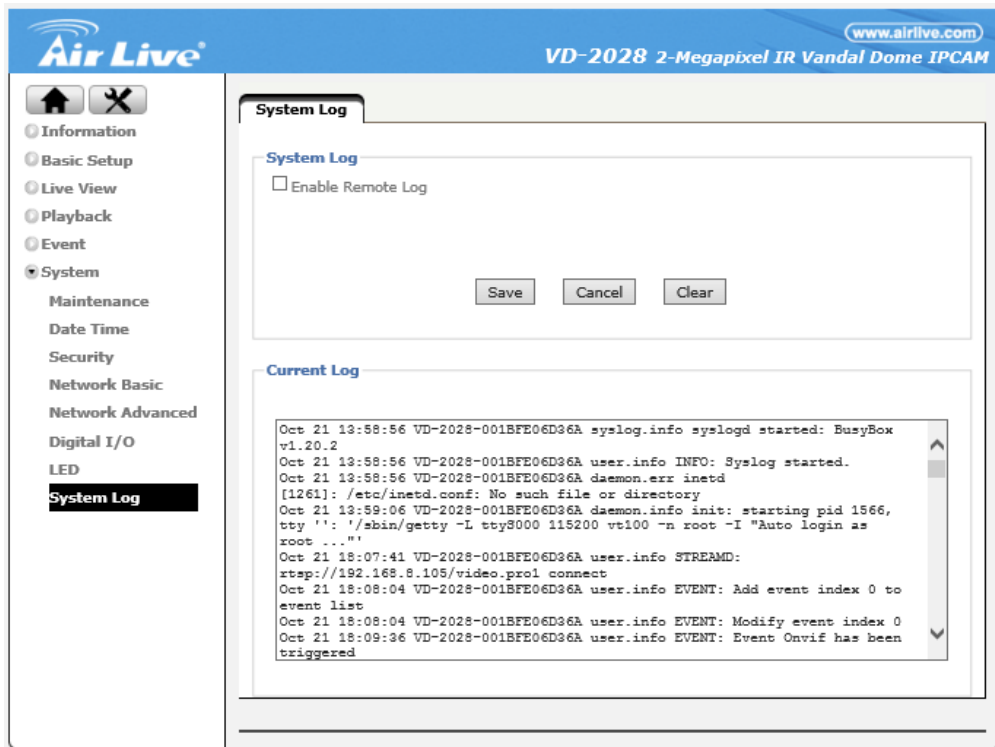 Air Live®
www.airlive.com
VD-2028 2-Megapixel IR Vandal Dome IPCAM
Information
Basic Setup
Live View
Playback
Event
System
Maintenance
Date Time
Security
Network Basic
Network Advanced
Digital I/O
LED
System Log
System Log
System Log
Enable Remote Log
Save Cancel Clear
Current Log
Oct 21 13:58:56 VD-2028-001BFE06D36A syslog.info syslogd started: BusyBox
v1.20.2
Oct 21 13:58:56 VD-2028-001BFE06D36A user.info INFO: Syslog started.
Oct 21 13:58:56 VD-2028-001BFE06D36A daemon.err inetd
[1261]: /etc/inetd.conf: No such file or directory
Oct 21 13:59:06 VD-2028-001BFE06D36A daemon.info init: starting pid 1566,
tty '': '/sbin/getty -L ttyS000 115200 vt100 -n root -I "Auto login as
root ..."'
Oct 21 18:07:41 VD-2028-001BFE06D36A user.info STREAMD:
rtsp://192.168.8.105/video.pro1 connect
Oct 21 18:08:04 VD-2028-001BFE06D36A user.info EVENT: Add event index 0 to
event list
Oct 21 18:08:04 VD-2028-001BFE06D36A user.info EVENT: Modify event index 0
Oct 21 18:09:36 VD-2028-001BFE06D36A user.info EVENT: Event Onvif has been
triggered